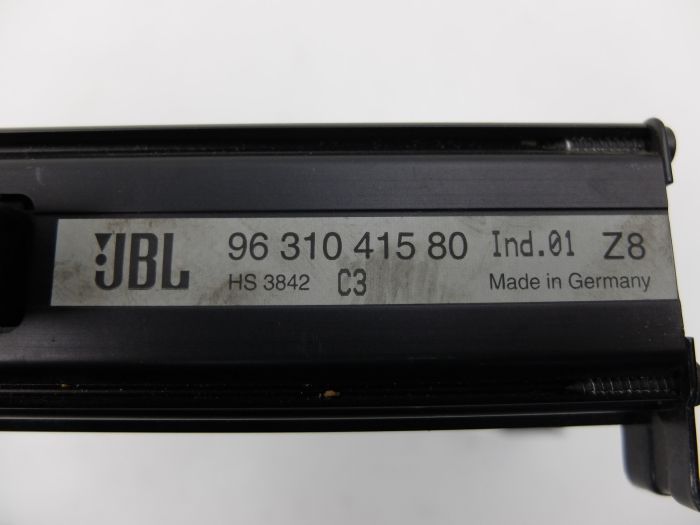 JBL 96 310 415 80 Ind.01 Z8
HS 3842 C3 Made in Germany